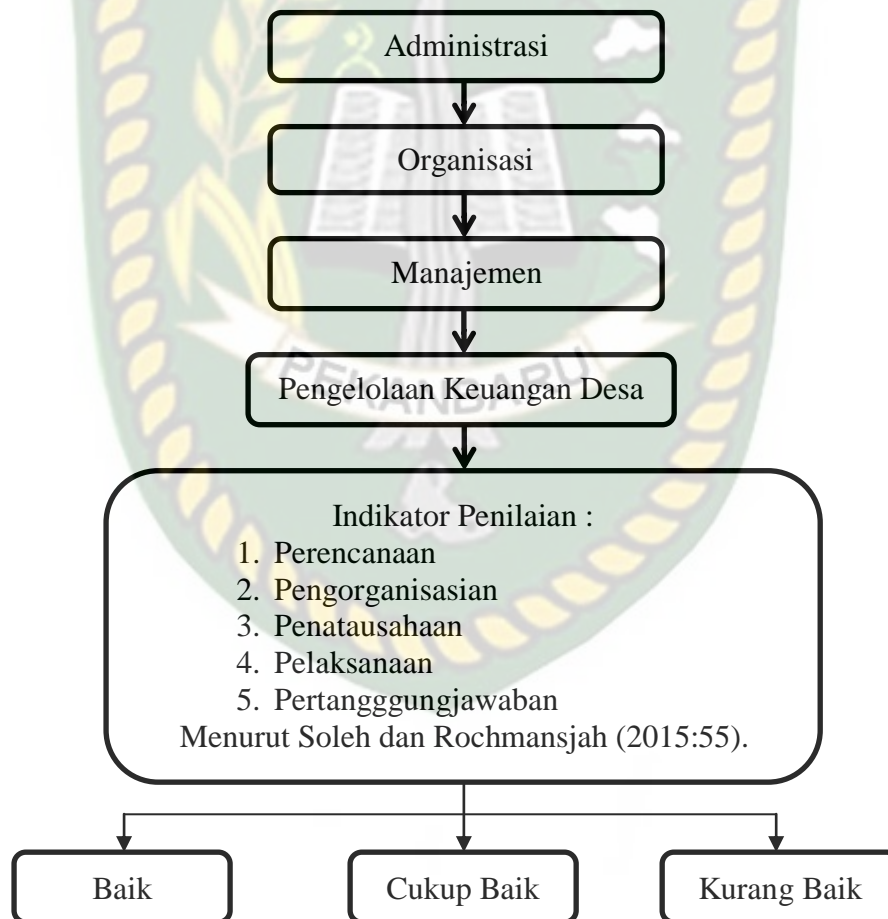 Administrasi
Organisasi
Manajemen
PEKANBARU
Pengelolaan Keuangan Desa
Indikator Penilaian :
1. Perencanaan
2. Pengorganisasian
3. Penatausahaan
4. Pelaksanaan
5. Pertangggungjawaban
Menurut Soleh dan Rochmansjah (2015:55).
Baik
Cukup Baik
Kurang Baik